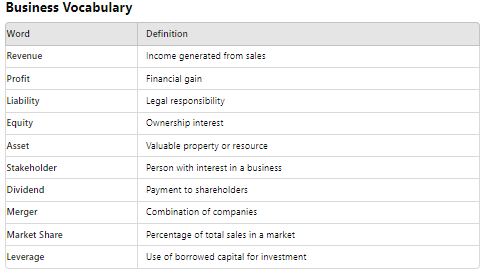 Business Vocabulary
Word Definition
Revenue Income generated from sales
Profit Financial gain
Liability Legal responsibility
Equity Ownership interest
Asset Valuable property or resource
Stakeholder Person with interest in a business
Dividend Payment to shareholders
Merger Combination of companies
Market Share Percentage of total sales in a market
Leverage Use of borrowed capital for investment